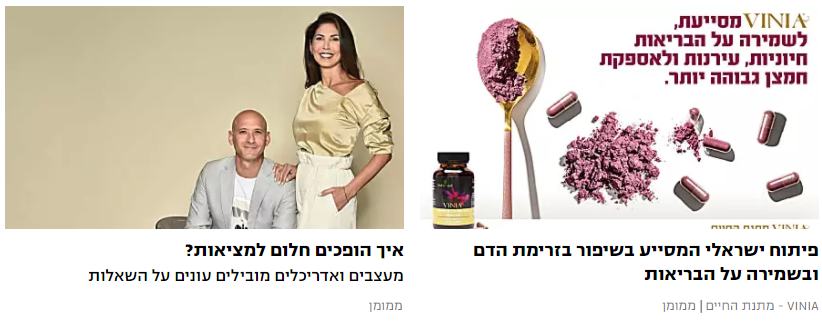 VINIA מסייעת,
לשמירה על הבריאות
חיוניות, עירנות ולאספקת
חמצן גבוהה יותר.
VINIA
פיתוח ישראלי המסייע בשיפור בזרימת הדם
ובשמירה על הבריאות
VINIA - מתנת החיים | ממומן
איך הופכים חלום למציאות?
מעצבים ואדריכלים מובילים עונים על השאלות
ממומן